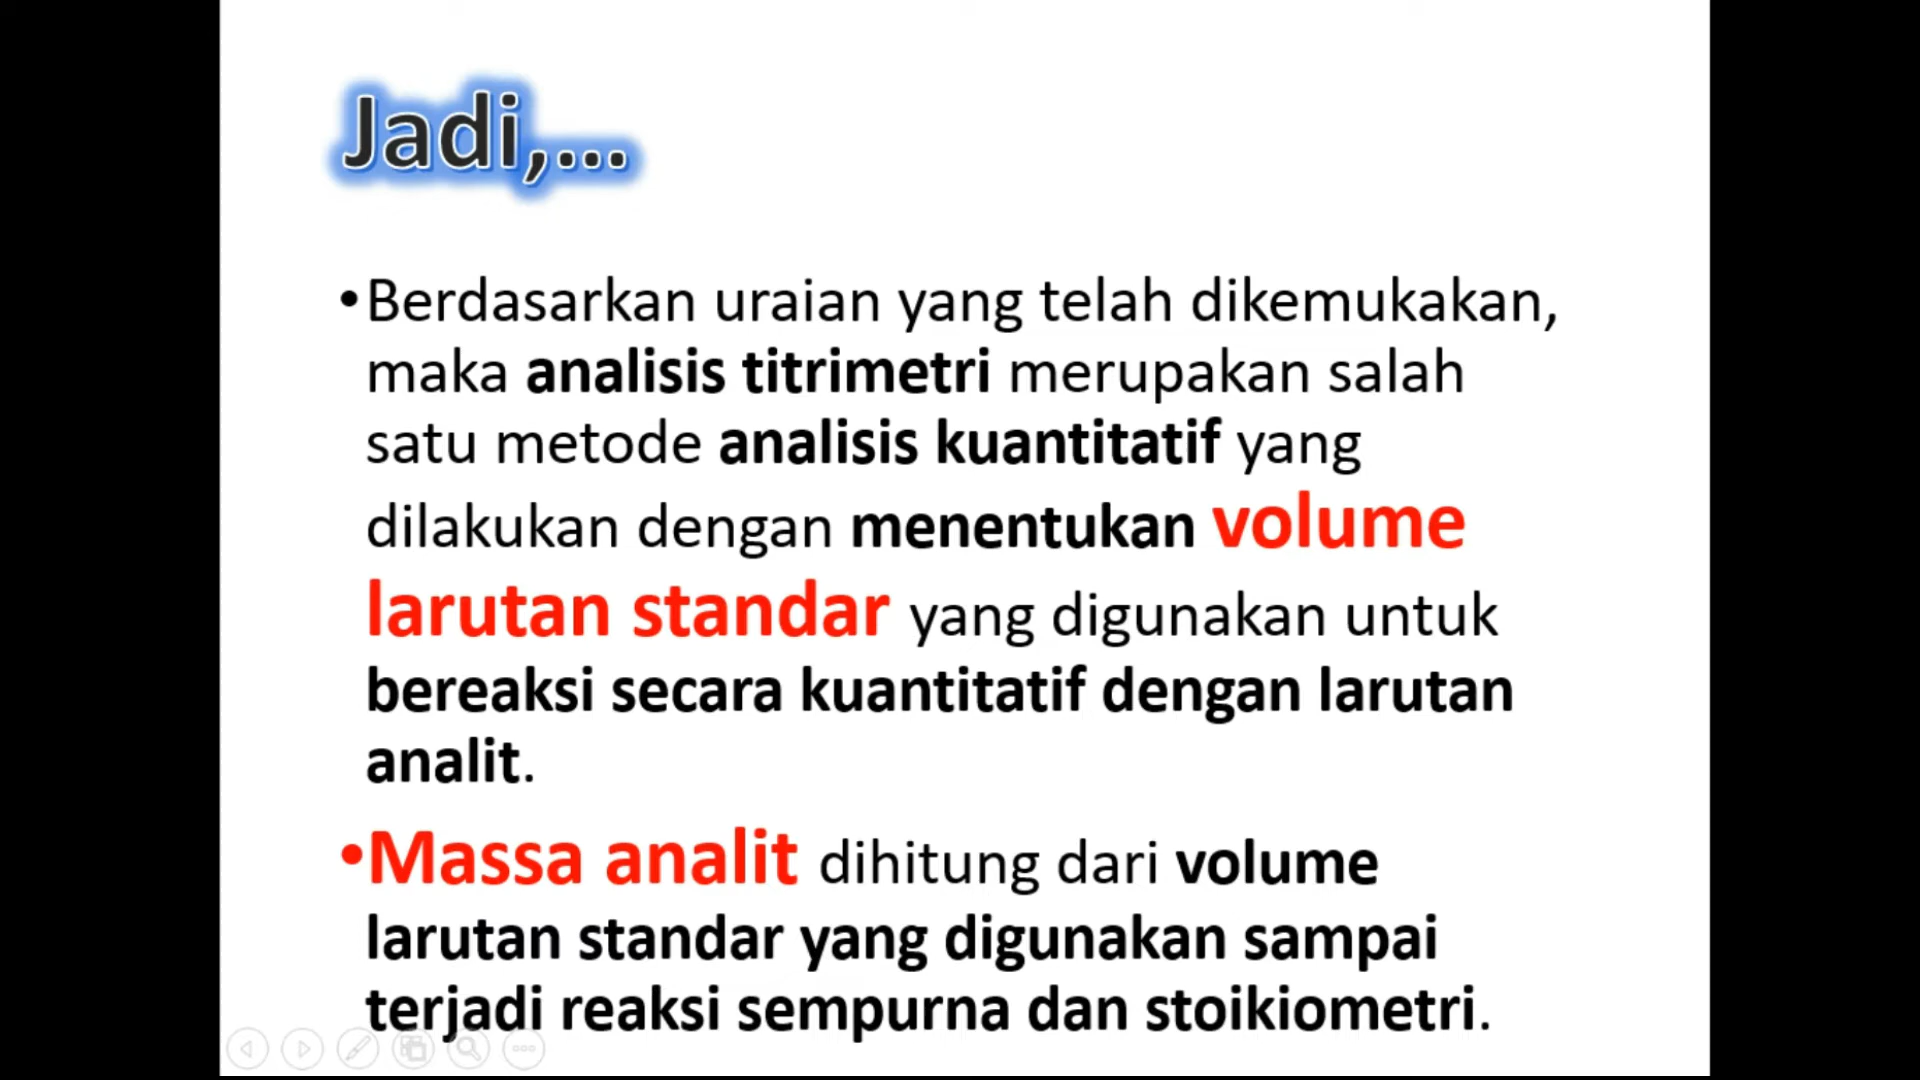 Jadi,...
•Berdasarkan uraian yang telah dikemukakan,
maka analisis titrimetri merupakan salah
satu metode analisis kuantitatif yang
dilakukan dengan menentukan volume
larutan standar yang digunakan untuk
bereaksi secara kuantitatif dengan larutan
analit.
•Massa analit dihitung dari volume
larutan standar yang digunakan sampai
terjadi reaksi sempurna dan stoikiometri.